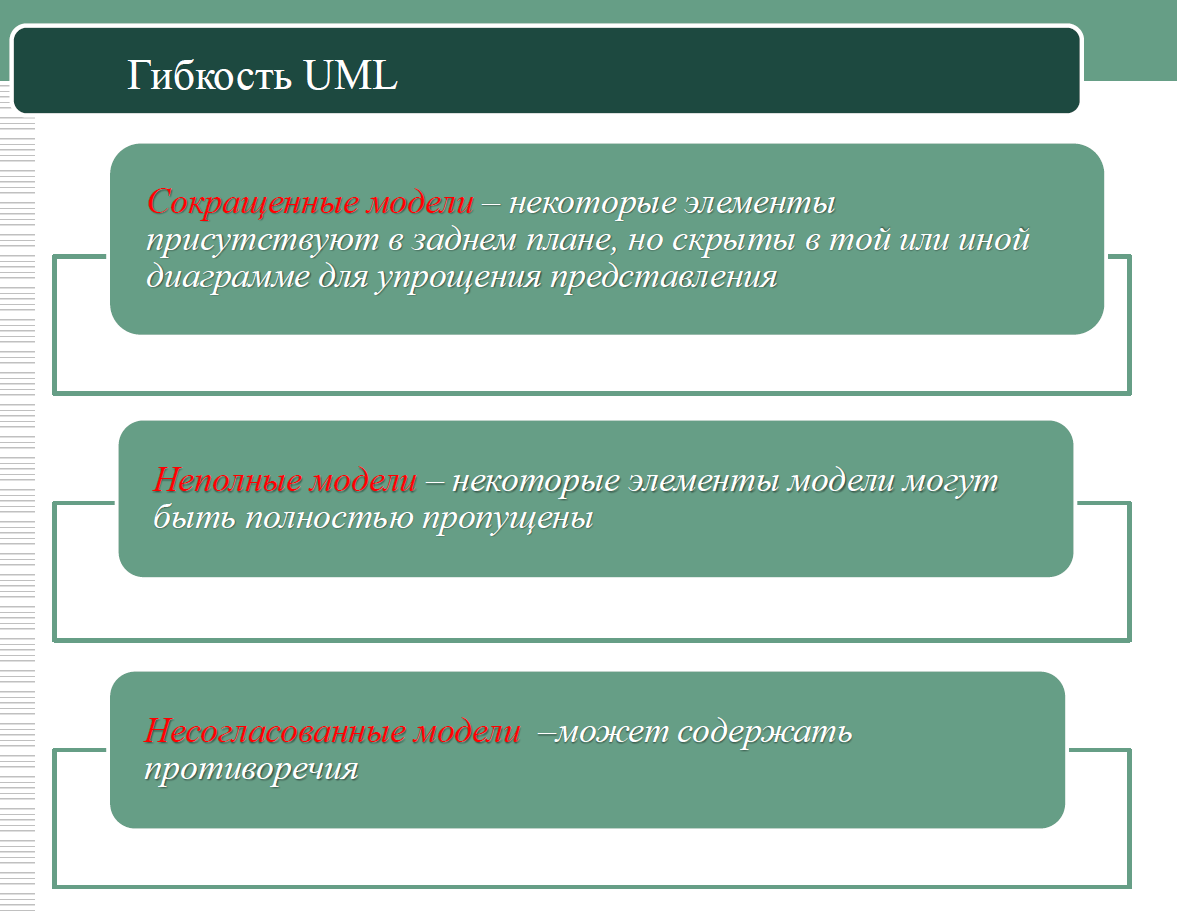 Гибкость UML
Сокращенные модели – некоторые элементы
присутствуют в заднем плане, но скрыты в той или иной
диаграмме для упрощения представления
Неполные модели – некоторые элементы модели могут
быть полностью пропущены
Несогласованные модели –может содержать
противоречия